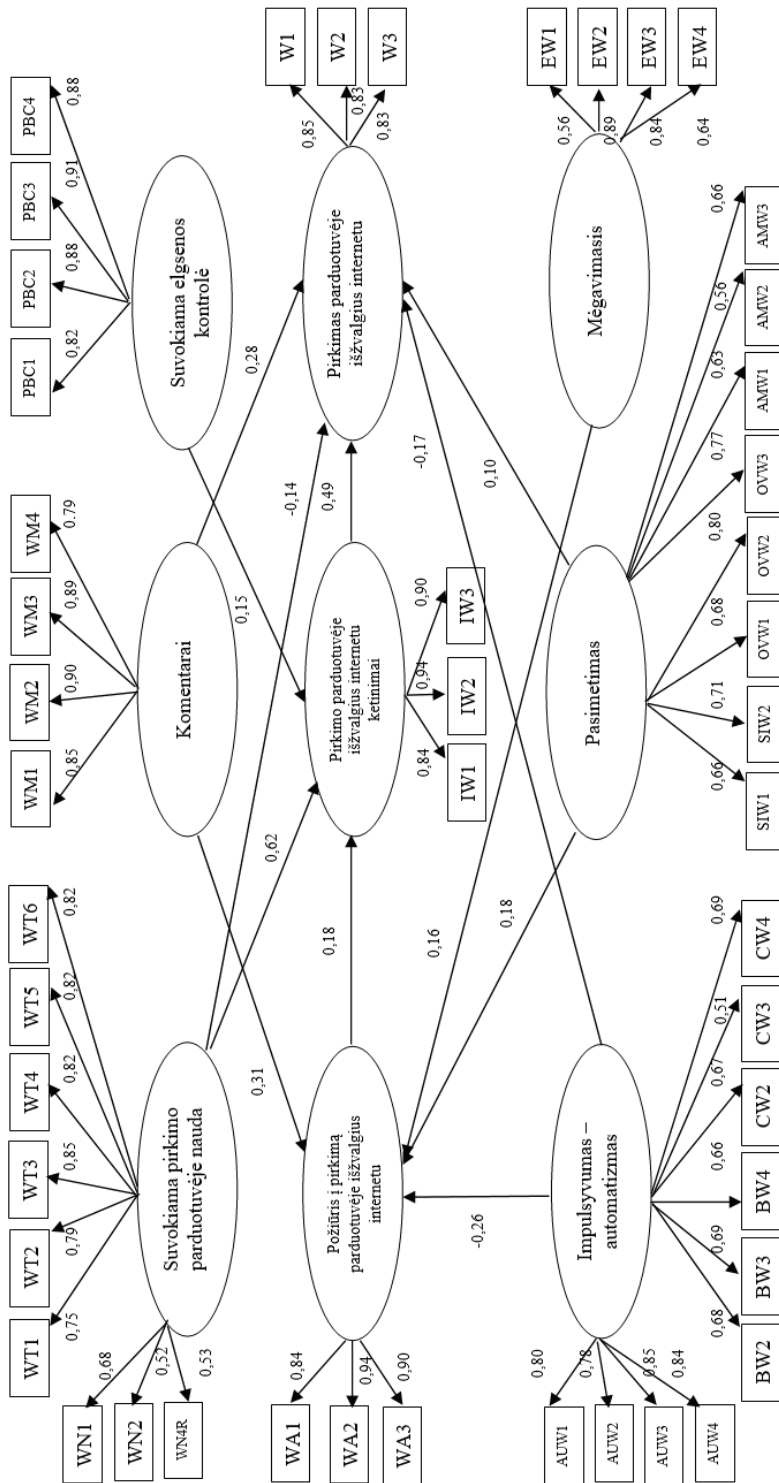 WT1
WT2
WT3
WT4
WT5
WT6
0,75
0,79
0,85
0,82
0,82
0,82
WM1
WM2
WM3
WM4
0,85
0,90
0,89
0.79
PBC1
PBC2
PBC3
PBC4
0,82
0,88
0,91
0,88
WN1
WN2
WN4R
0,68
0,52
0,53
Suvokiama pirkimo
parduotuvėje nauda
Komentarai
Suvokiama elgsenos
kontrolė
0,31
0,62
0,15
-0,14
0,28
WA1
WA2
WA3
0,84
0,94
0,90
Požiūris į pirkimą
parduotuvėje išžvalgius
internetu
0,18
Pirkimo parduotuvėje
išžvalgius internetu
ketinimai
0,49
Pirkimas parduotuvėje
išžvalgius internetu
0,85
0,83
0,83
W1
W2
W3
0,84
0,94
0,90
IW1
IW2
IW3
-0,26
0,16
0,18
-0,17
0,10
Impulsyvumas –
automatizmas
Pasimetimas
Mėgavimasis
0,56
0,89
0,84
0,64
EW1
EW2
EW3
EW4
0,80
0,78
0,85
0,84
AUW1
AUW2
AUW3
AUW4
0,68
0,69
0,66
0,67
0,51
0,69
BW2
BW3
BW4
CW2
CW3
CW4
0,66
0,71
0,68
0,80
0,77
0,63
0,56
0,66
SIW1
SIW2
OVW1
OVW2
OVW3
AMW1
AMW2
AMW3